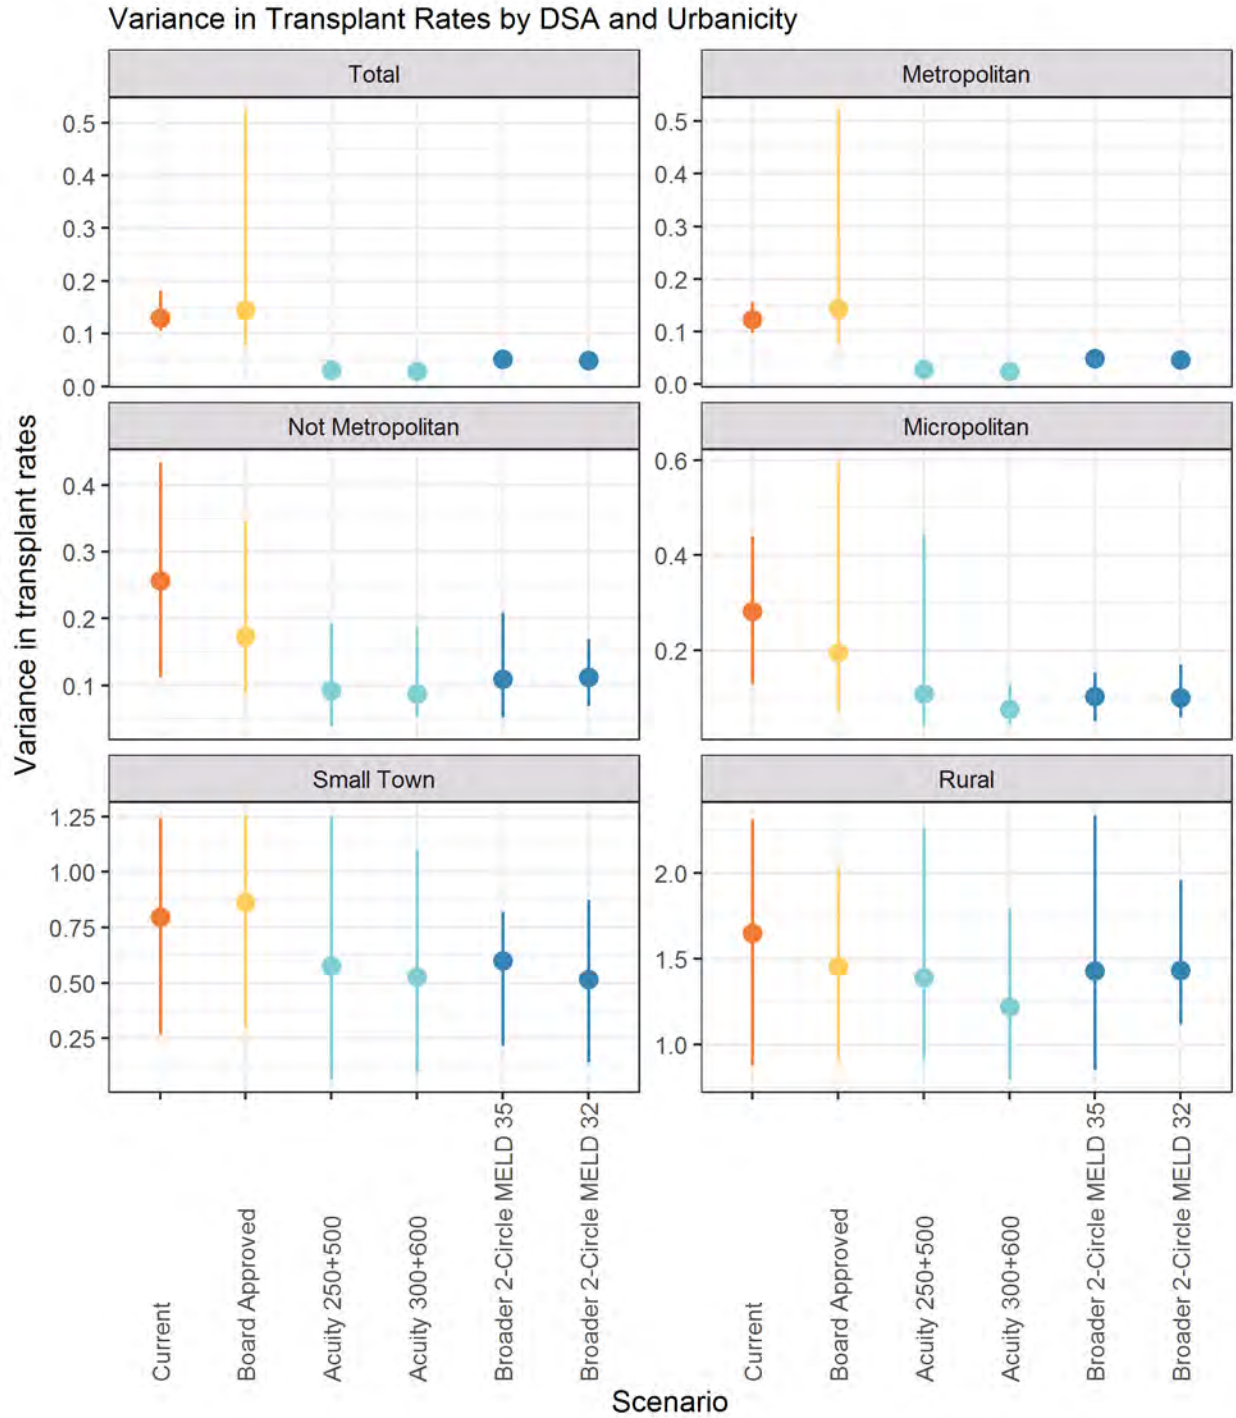 Variance in Transplant Rates by DSA and Urbanicity
Total
Metropolitan
0.5
0.4
0.3
0.2
0.1
0.0
0.5
0.4
0.3
0.2
0.1
0.0
Not Metropolitan
Micropolitan
0.4
0.3
0.2
0.1
0.6
0.4
0.2
Variance in transplant rates
Small Town
Rural
1.25
1.00
0.75
0.50
0.25
2.0
1.5
1.0
Current
Board Approved
Acuity 250+500
Acuity 300+600
Broader 2-Circle MELD 35
Broader 2-Circle MELD 32
Current
Board Approved
Acuity 250+500
Acuity 300+600
Broader 2-Circle MELD 35
Broader 2-Circle MELD 32
Scenario